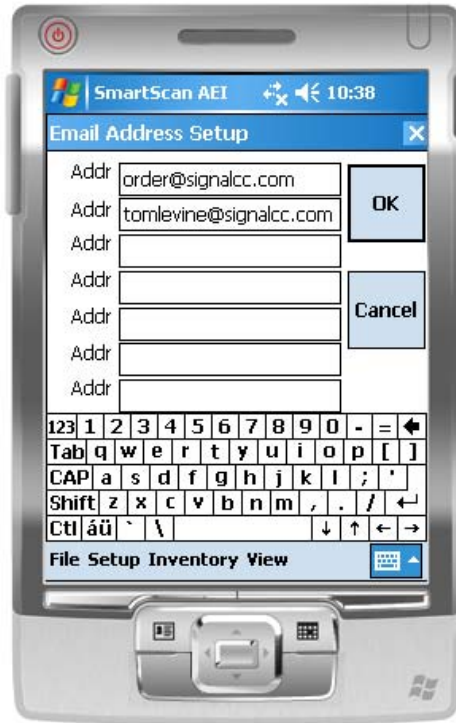 SmartScan AEI 10:38
Email Address Setup
Addr order@signalcc.com
Addr tomlevine@signalcc.com
OK
Addr
Addr
Addr
Cancel
Addr
Addr
123 1 2 3 4 5 6 7 8 9 0 - =
Tab q w e r t y u i o p [ ]
CAP a s d f g h j k l ; '
Shift z x c v b n m , . /
Ctl áü ` \
File Setup Inventory View